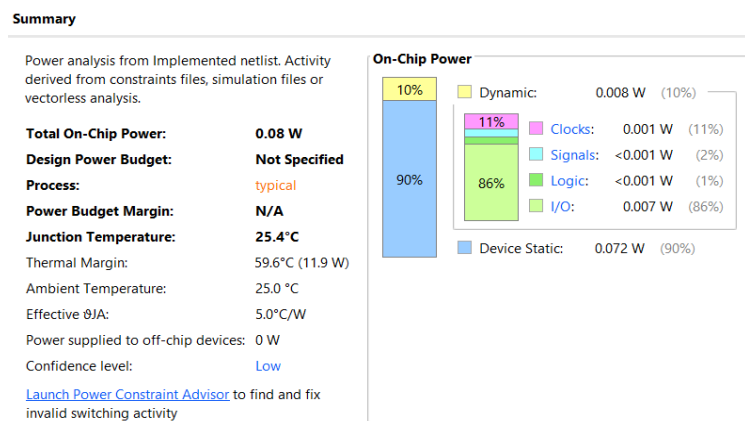 Summary
Power analysis from Implemented netlist. Activity
derived from constraints files, simulation files or
vectorless analysis.
Total On-Chip Power: 0.08 W
Design Power Budget: Not Specified
Process: typical
Power Budget Margin: N/A
Junction Temperature: 25.4°C
Thermal Margin: 59.6°C (11.9 W)
Ambient Temperature: 25.0 °C
Effective ϑJA: 5.0°C/W
Power supplied to off-chip devices: 0 W
Confidence level: Low
Launch Power Constraint Advisor to find and fix
invalid switching activity
On-Chip Power
10%
90%
Dynamic: 0.008 W (10%)
11%
86%
Clocks: 0.001 W (11%)
Signals: <0.001 W (2%)
Logic: <0.001 W (1%)
I/O: 0.007 W (86%)
Device Static: 0.072 W (90%)